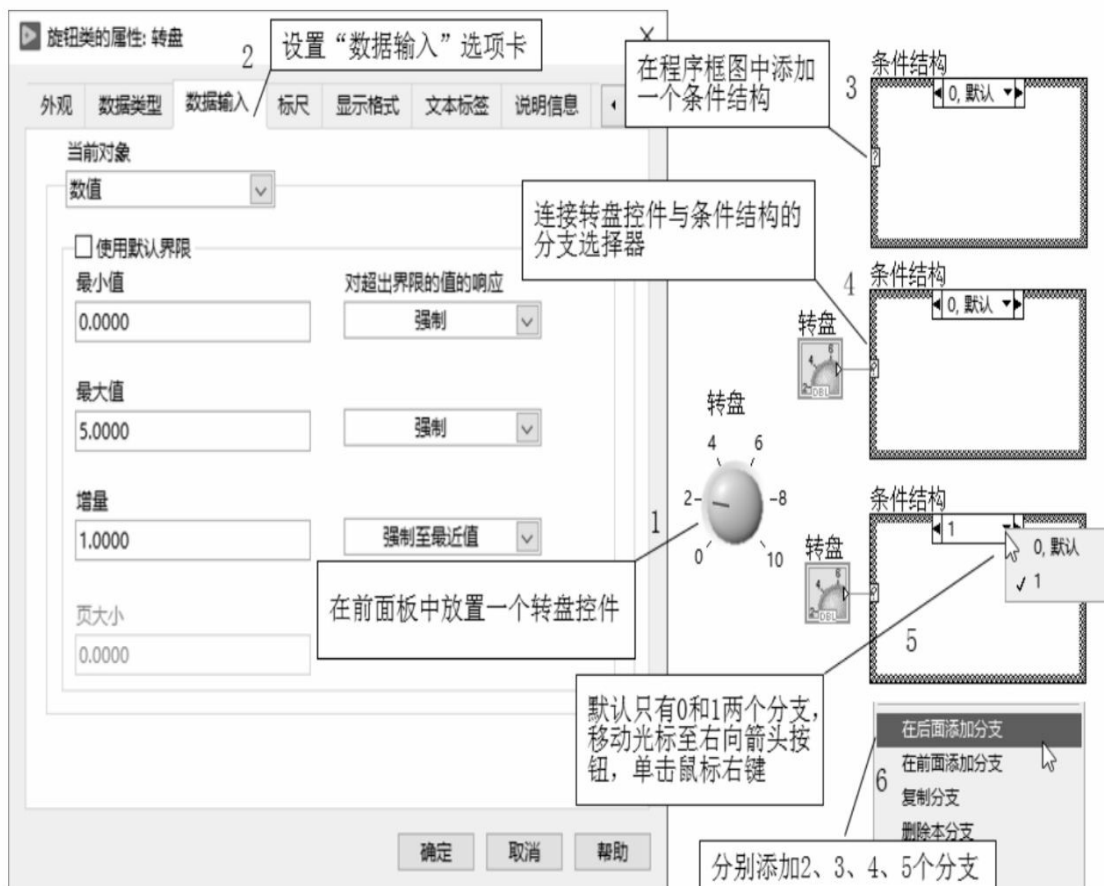 旋钮类的属性: 转盘
2
设置“数据输入”选项卡
外观
数据类型
数据输入
标尺
显示格式
文本标签
说明信息
当前对象
数值
使用默认界限
最小值
对超出界限的值的响应
0.0000
强制
最大值
5.0000
强制
增量
1.0000
强制至最近值
页大小
0.0000
确定
取消
帮助
1
在前面板中放置一个转盘控件
转盘
0
2
4
6
8
10
3
在程序框图中添加
一个条件结构
条件结构
0, 默认
?
4
连接转盘控件与条件结构的
分支选择器
条件结构
0, 默认
?
转盘
2
4
6
DBL
条件结构
1
0, 默认
✓ 1
?
转盘
2
4
6
DBL
5
默认只有0和1两个分支,
移动光标至右向箭头按
钮, 单击鼠标右键
6
在后面添加分支
在前面添加分支
复制分支
删除本分支
分别添加2、3、4、5个分支